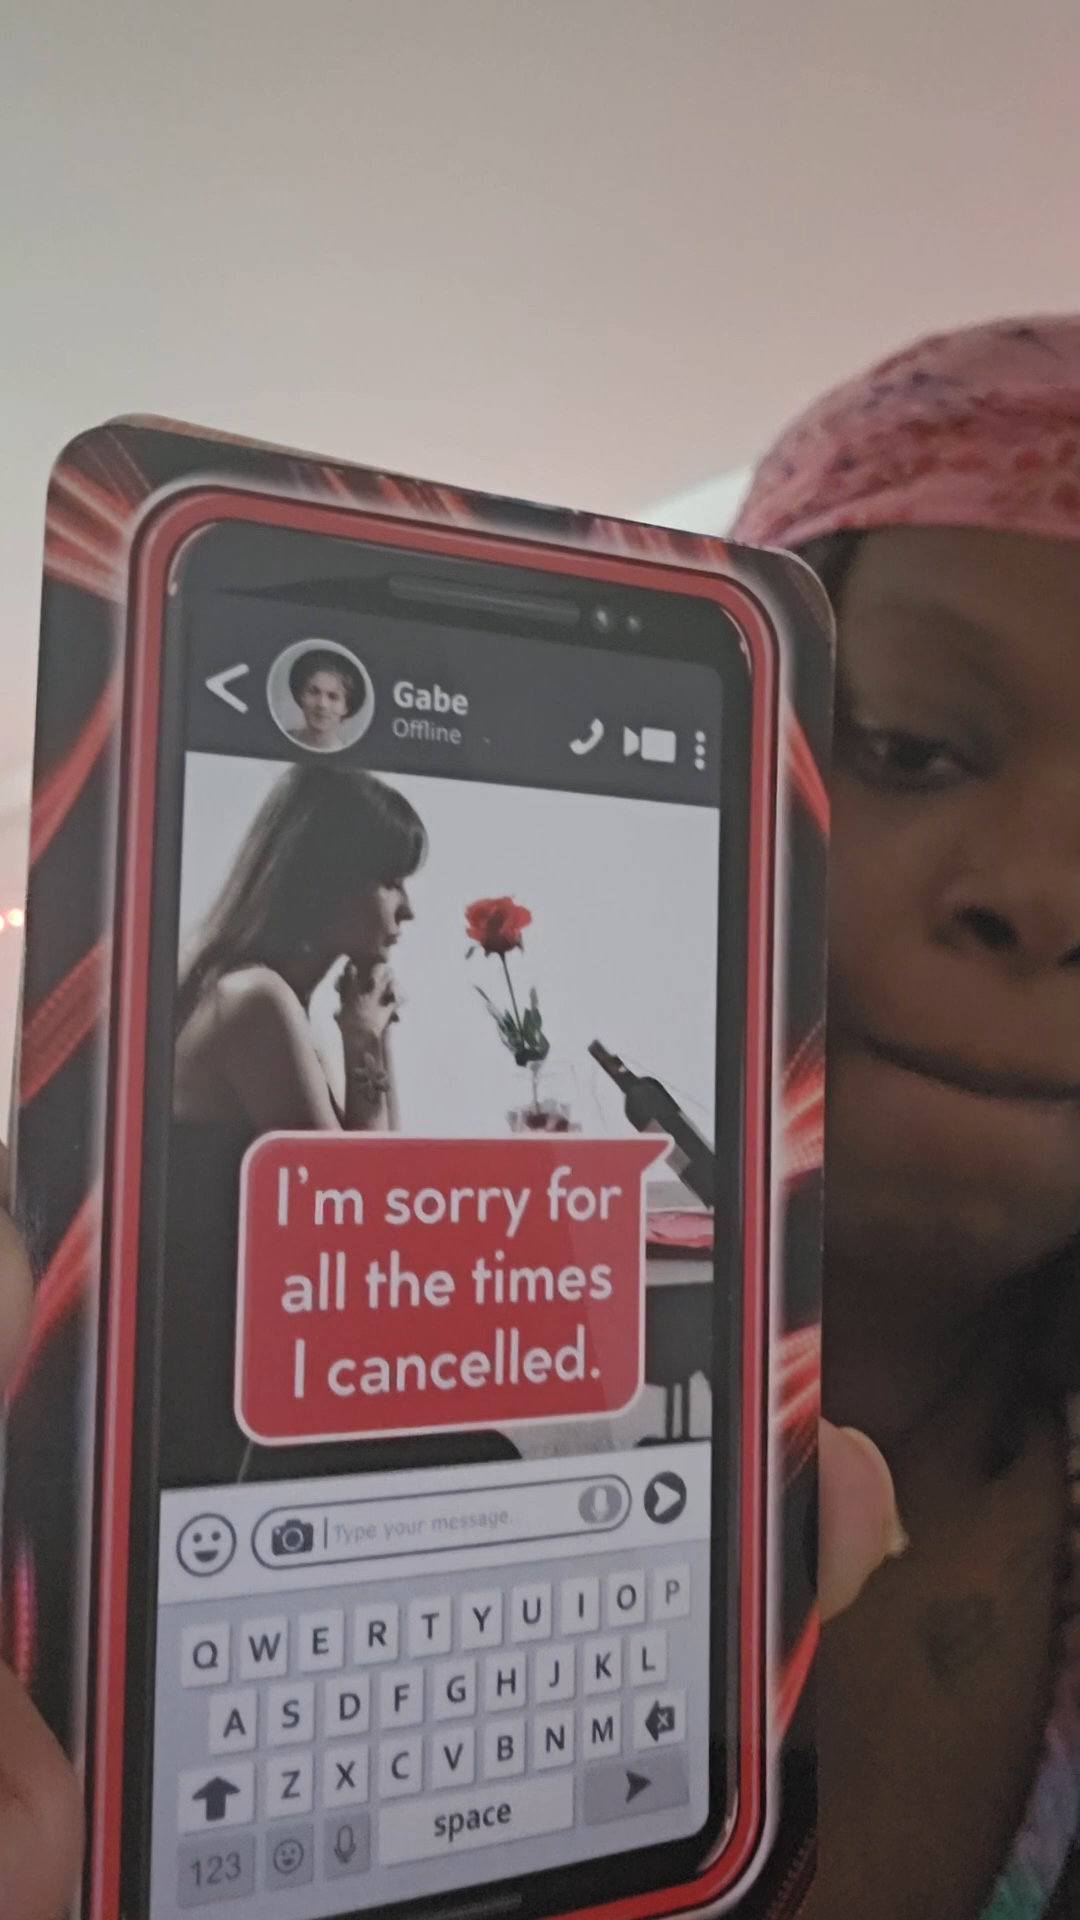 Gabe
Offline
I'm sorry for
all the times
I cancelled.
Type your message.
Q W E R T Y U I O P
A S D F G H J K L
Z X C V B N M
123 space